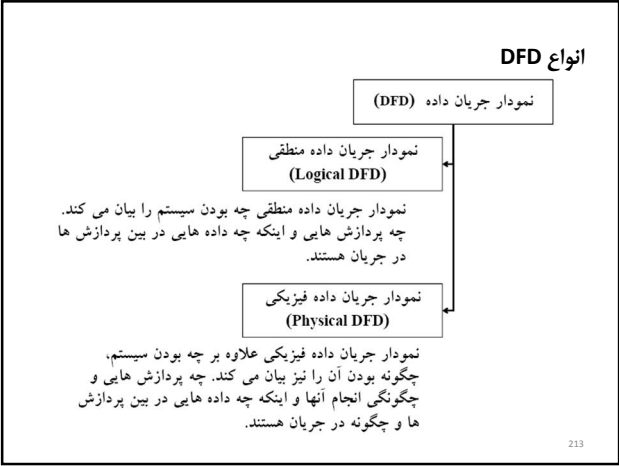 انواع DFD
نمودار جریان داده (DFD)
نمودار جریان داده منطقی
(Logical DFD)
نمودار جریان داده منطقی چه بودن سیستم را بیان می کند.
چه پردازش هایی و اینکه چه داده هایی در بین پردازش ها
در جریان هستند.
نمودار جریان داده فیزیکی
(Physical DFD)
نمودار جریان داده فیزیکی علاوه بر چه بودن سیستم،
چگونه بودن آن را نیز بیان می کند. چه پردازش هایی و
چگونگی انجام آنها و اینکه چه داده هایی در بین پردازش
ها و چگونه در جریان هستند.
213